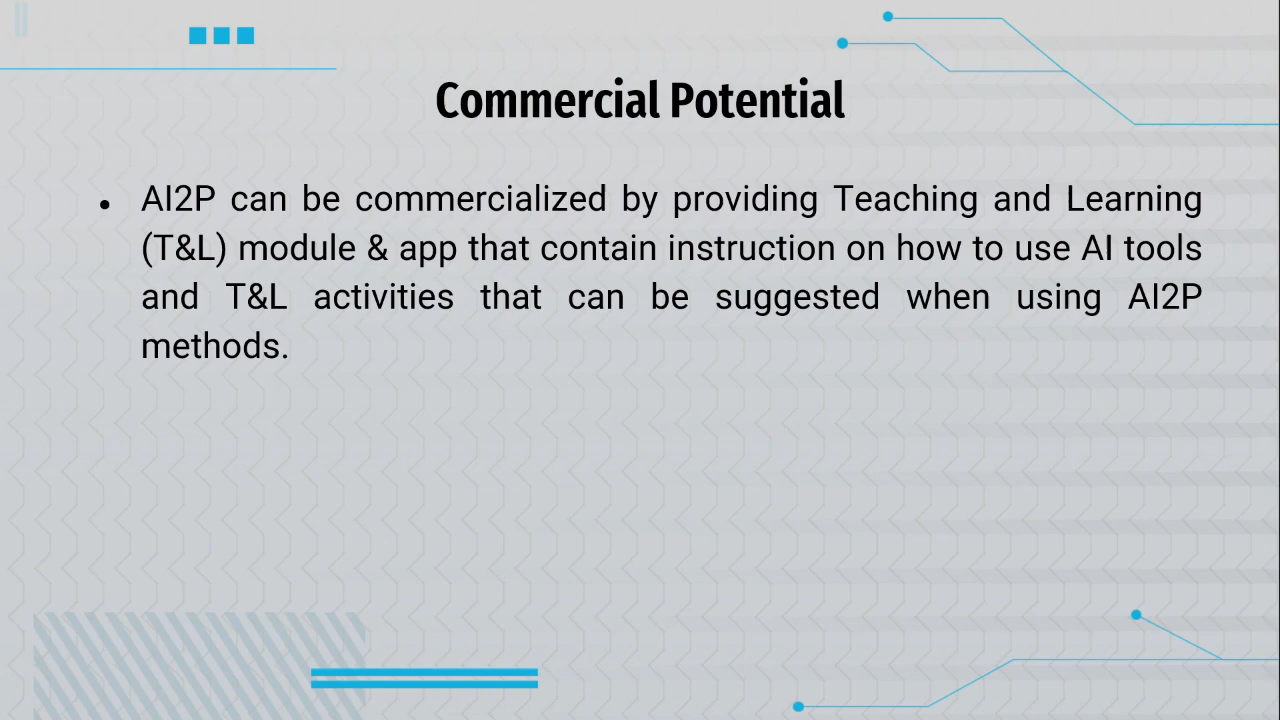 Commercial Potential
• AI2P can be commercialized by providing Teaching and Learning
(T&L) module & app that contain instruction on how to use AI tools
and T&L activities that can be suggested when using AI2P
methods.